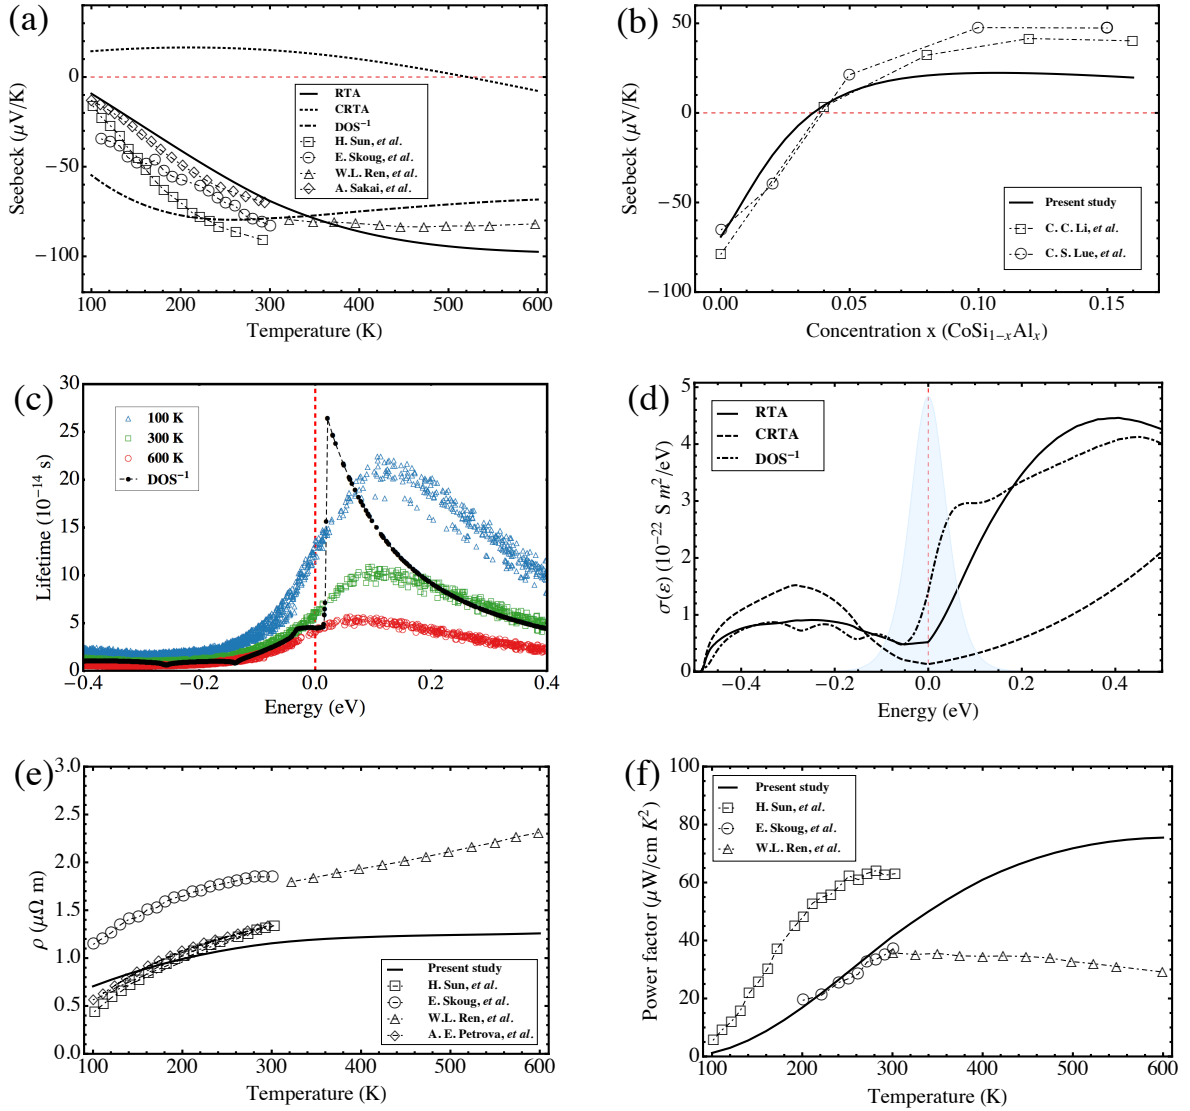 (a)
Seebeck (μV/K)
0
−50
−100
RTA
CRTA
DOS⁻¹
H. Sun, et al.
E. Skoug, et al.
W.L. Ren, et al.
A. Sakai, et al.
100 200 300 400 500 600
Temperature (K)
(b)
Seebeck (μV/K)
50
0
−50
−100
Present study
C. C. Li, et al.
C. S. Lue, et al.
0.00 0.05 0.10 0.15
Concentration x (CoSi₁₋ₓAlₓ)
(c)
Lifetime (10⁻¹⁴ s)
30
25
20
15
10
5
0
100 K
300 K
600 K
DOS⁻¹
−0.4 −0.2 0.0 0.2 0.4
Energy (eV)
(d)
σ(ε) (10⁻²² S m²/eV)
5
4
3
2
1
0
RTA
CRTA
DOS⁻¹
−0.4 −0.2 0.0 0.2 0.4
Energy (eV)
(e)
ρ (μΩ m)
3.0
2.5
2.0
1.5
1.0
0.5
0.0
Present study
H. Sun, et al.
E. Skoug, et al.
W.L. Ren, et al.
A. E. Petrova, et al.
100 200 300 400 500 600
Temperature (K)
(f)
Power factor (μW/cm K²)
100
80
60
40
20
0
Present study
H. Sun, et al.
E. Skoug, et al.
W.L. Ren, et al.
100 200 300 400 500 600
Temperature (K)